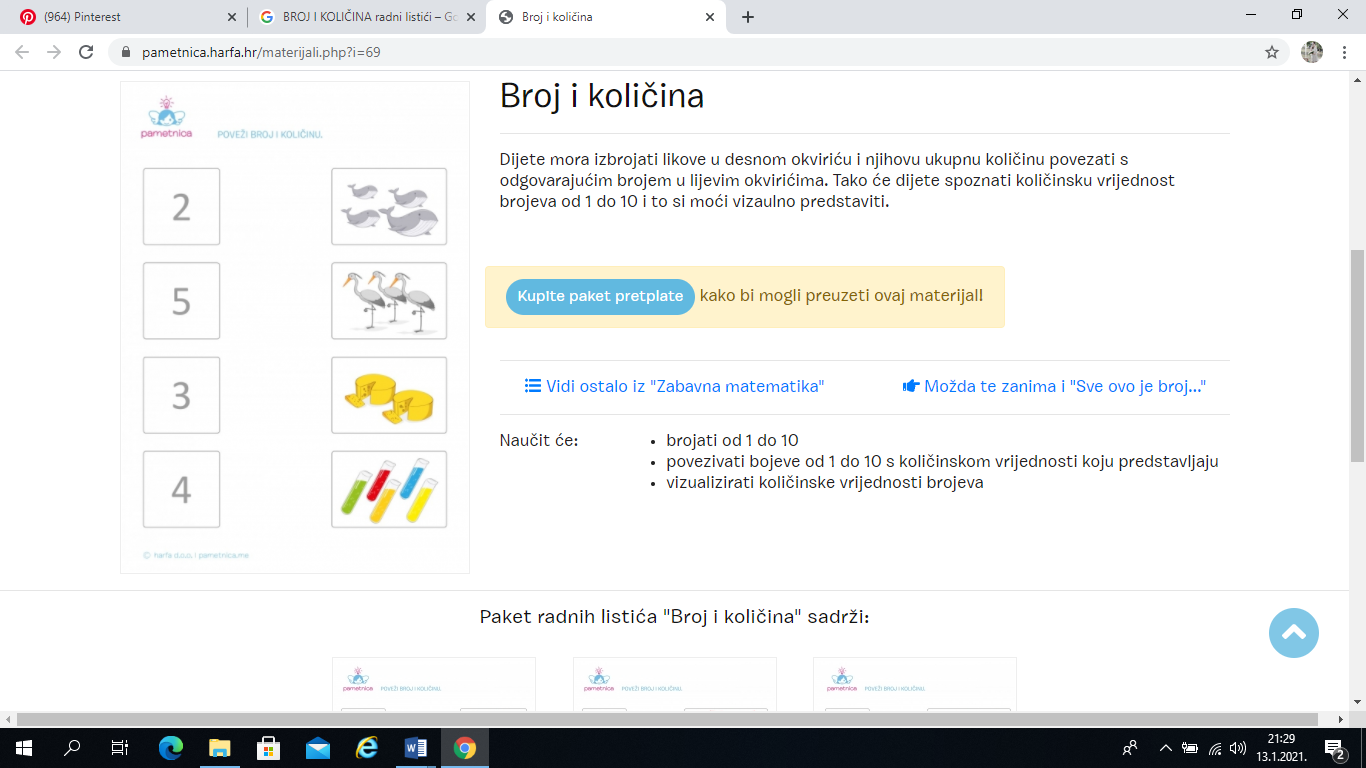 (964) Pinterest
BROJ I KOLIČINA radni listići – Go
Broj i količina
pametnica.harfa.hr/materijali.php?i=69
pametnica
POVEŽI BROJ I KOLIČINU.
2
5
3
4
© harfa d.o.o. | pametnica.me
Broj i količina
Dijete mora izbrojati likove u desnom okviriću i njihovu ukupnu količinu povezati s
odgovarajućim brojem u lijevim okvirićima. Tako će dijete spoznati količinsku vrijednost
brojeva od 1 do 10 i to si moći vizaulno predstaviti.
Kupite paket pretplate kako bi mogli preuzeti ovaj materijal!
Vidi ostalo iz "Zabavna matematika"
Možda te zanima i "Sve ovo je broj..."
Naučit će:
brojati od 1 do 10
povezivati bojeve od 1 do 10 s količinskom vrijednosti koju predstavljaju
vizualizirati količinske vrijednosti brojeva
Paket radnih listića "Broj i količina" sadrži:
pametnica
POVEŽI BROJ I KOLIČINU.
pametnica
POVEŽI BROJ I KOLIČINU.
pametnica
POVEŽI BROJ I KOLIČINU.
21:29
13.1.2021.
2